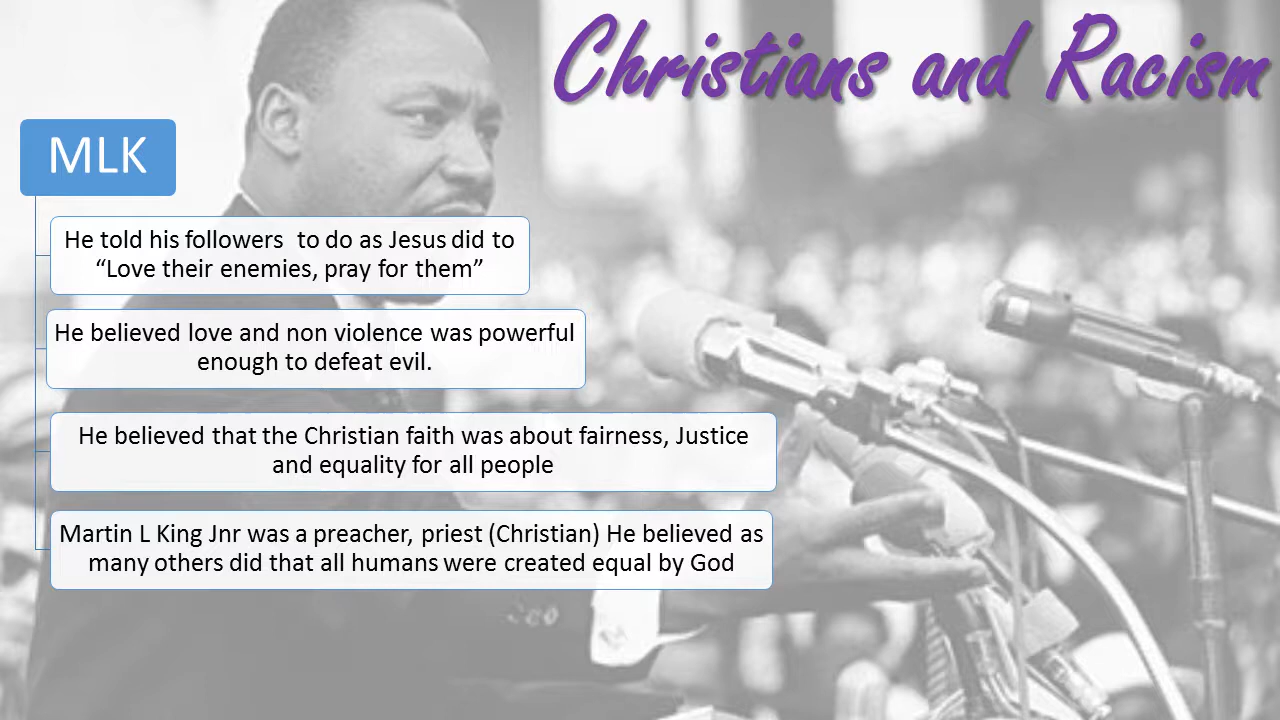 Christians and Racism
MLK
He told his followers  to do as Jesus did to
“Love their enemies, pray for them”
He believed love and non violence was powerful
enough to defeat evil.
He believed that the Christian faith was about fairness, Justice
and equality for all people
Martin L King Jnr was a preacher, priest (Christian) He believed as
many others did that all humans were created equal by God